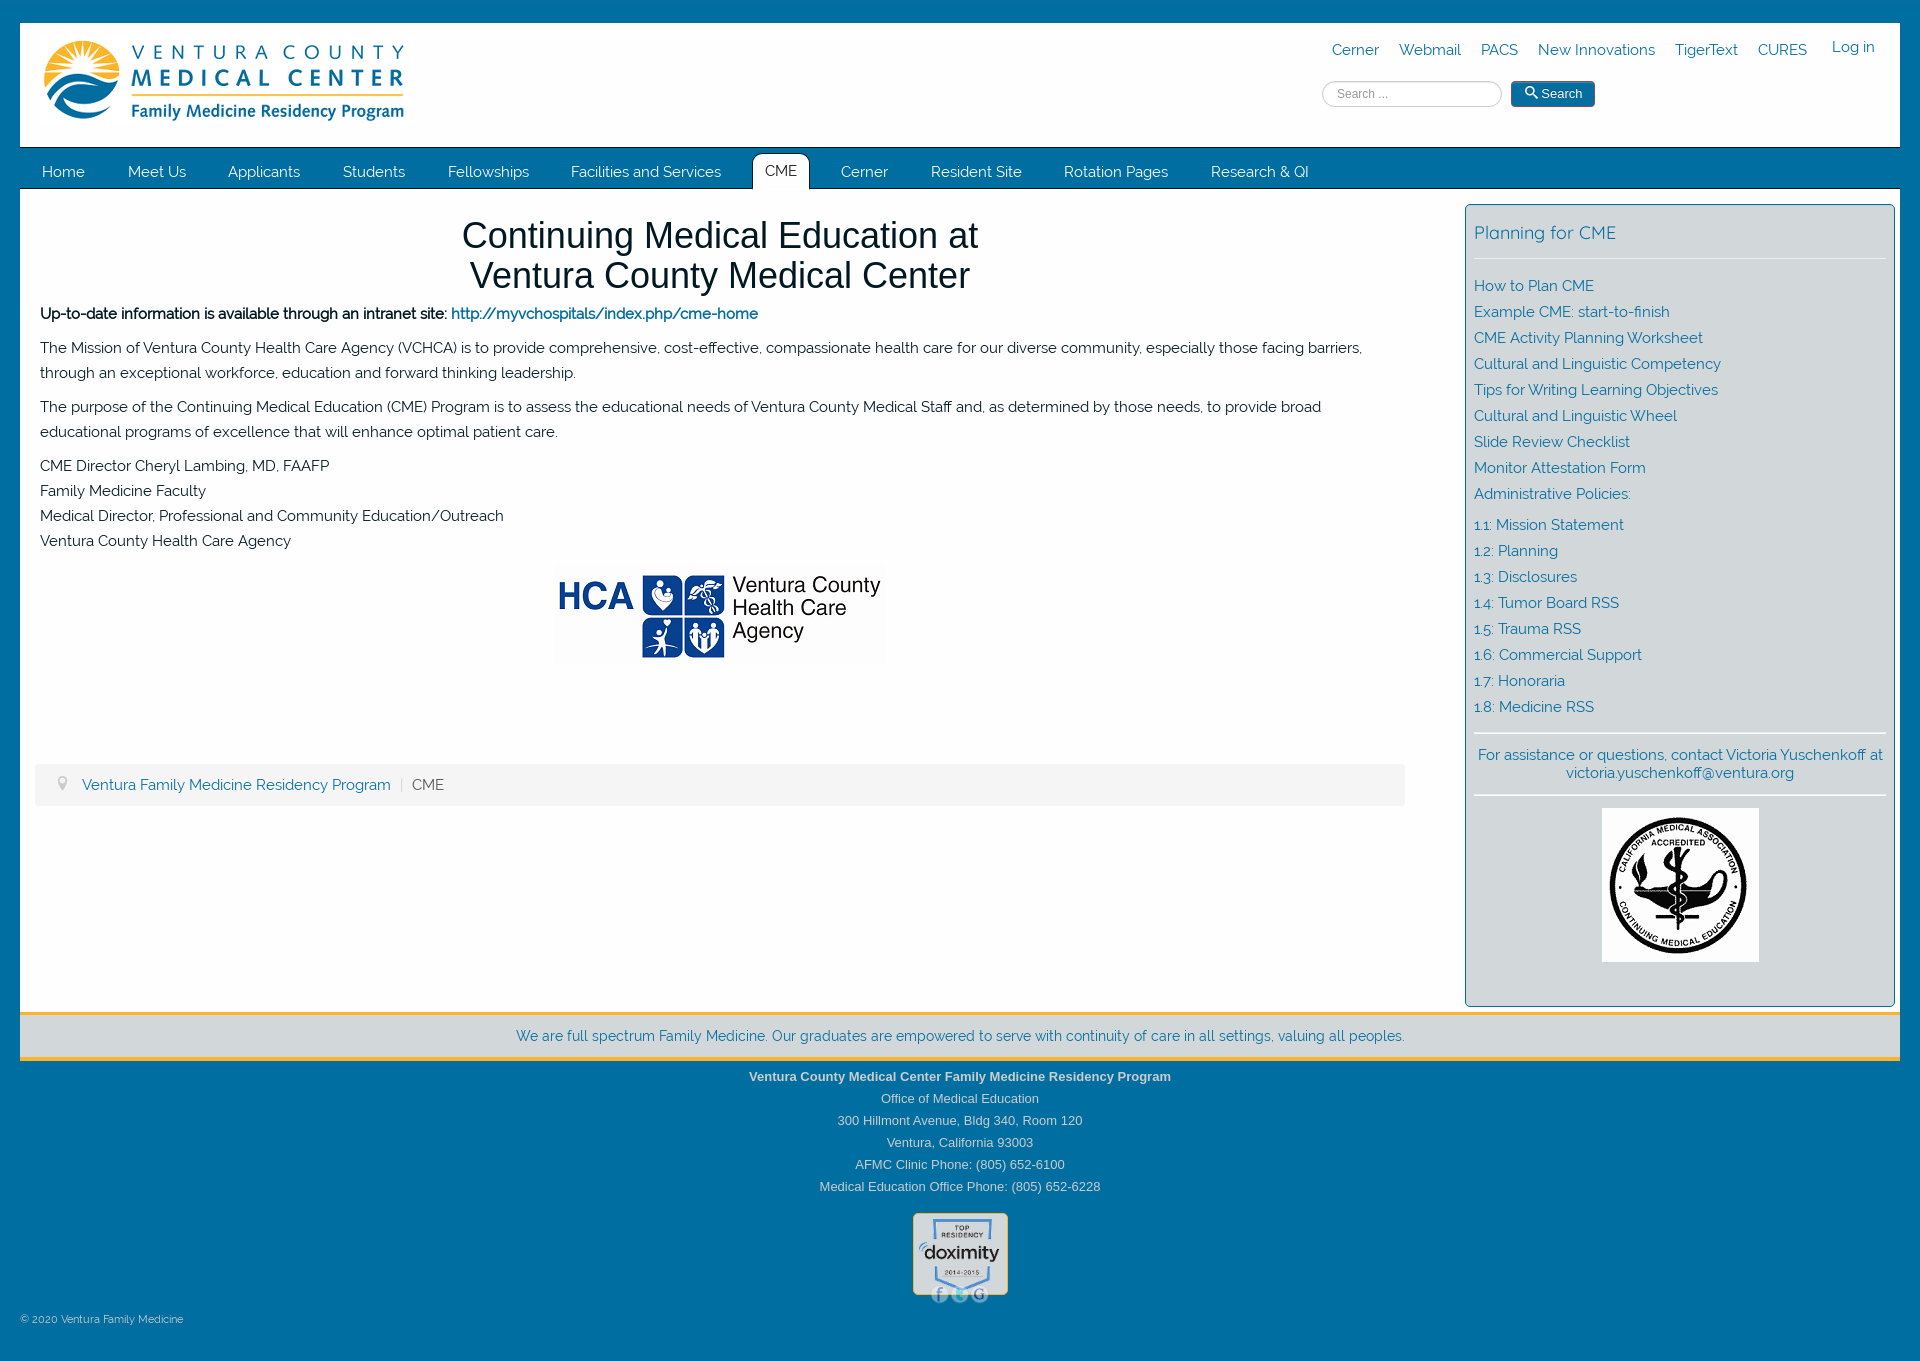 VENTURA COUNTY
MEDICAL CENTER
Family Medicine Residency Program
Cerner Webmail PACS New Innovations TigerText CURES Log in
Search ... Search
Home Meet Us Applicants Students Fellowships Facilities and Services CME Cerner Resident Site Rotation Pages Research & QI
Continuing Medical Education at
Ventura County Medical Center
Up-to-date information is available through an intranet site: http://myvchospitals/index.php/cme-home
The Mission of Ventura County Health Care Agency (VCHCA) is to provide comprehensive, cost-effective, compassionate health care for our diverse community, especially those facing barriers,
through an exceptional workforce, education and forward thinking leadership.
The purpose of the Continuing Medical Education (CME) Program is to assess the educational needs of Ventura County Medical Staff and, as determined by those needs, to provide broad
educational programs of excellence that will enhance optimal patient care.
CME Director Cheryl Lambing, MD, FAAFP
Family Medicine Faculty
Medical Director, Professional and Community Education/Outreach
Ventura County Health Care Agency
HCA
Ventura County
Health Care
Agency
Ventura Family Medicine Residency Program | CME
Planning for CME
How to Plan CME
Example CME: start-to-finish
CME Activity Planning Worksheet
Cultural and Linguistic Competency
Tips for Writing Learning Objectives
Cultural and Linguistic Wheel
Slide Review Checklist
Monitor Attestation Form
Administrative Policies:
1.1: Mission Statement
1.2: Planning
1.3: Disclosures
1.4: Tumor Board RSS
1.5: Trauma RSS
1.6: Commercial Support
1.7: Honoraria
1.8: Medicine RSS
For assistance or questions, contact Victoria Yuschenkoff at
victoria.yuschenkoff@ventura.org
CALIFORNIA MEDICAL ASSOCIATION
ACCREDITED
CONTINUING MEDICAL EDUCATION
We are full spectrum Family Medicine. Our graduates are empowered to serve with continuity of care in all settings, valuing all peoples.
Ventura County Medical Center Family Medicine Residency Program
Office of Medical Education
300 Hillmont Avenue, Bldg 340, Room 120
Ventura, California 93003
AFMC Clinic Phone: (805) 652-6100
Medical Education Office Phone: (805) 652-6228
TOP
RESIDENCY
doximity
2014-2015
f t G
© 2020 Ventura Family Medicine